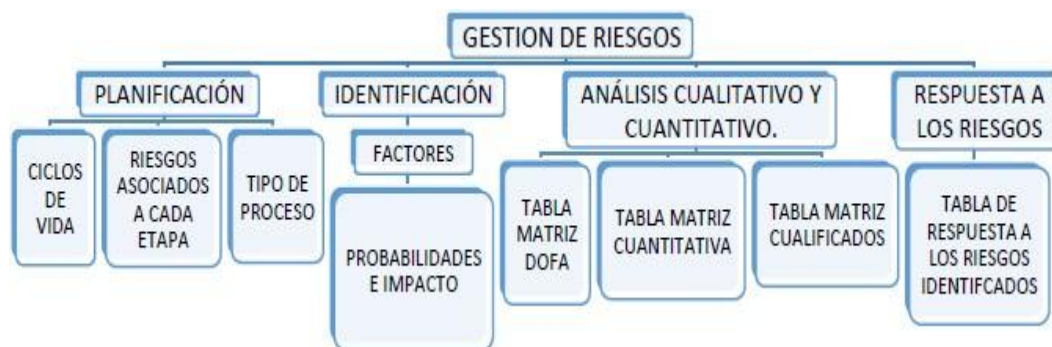 GESTION DE RIESGOS
PLANIFICACIÓN
IDENTIFICACIÓN
ANÁLISIS CUALITATIVO Y
CUANTITATIVO.
RESPUESTA A
LOS RIESGOS
CICLOS
DE
VIDA
RIESGOS
ASOCIADOS
A CADA
ETAPA
TIPO DE
PROCESO
FACTORES
PROBABILIDADES
E IMPACTO
TABLA
MATRIZ
DOFA
TABLA MATRIZ
CUANTITATIVA
TABLA MATRIZ
CUALIFICADOS
TABLA DE
RESPUESTA A
LOS RIESGOS
IDENTIFCADOS